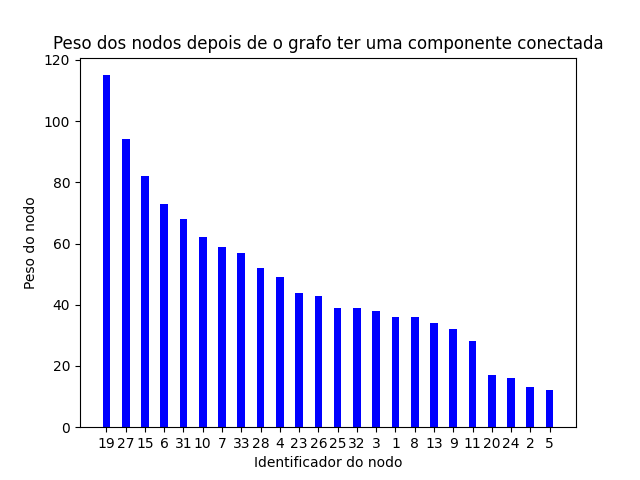 Peso dos nodos depois de o grafo ter uma componente conectada
120
100
80
60
40
20
0
Peso do nodo
19 27 15 6 31 10 7 33 28 4 23 26 25 32 3 1 8 13 9 11 20 24 2 5
Identificador do nodo